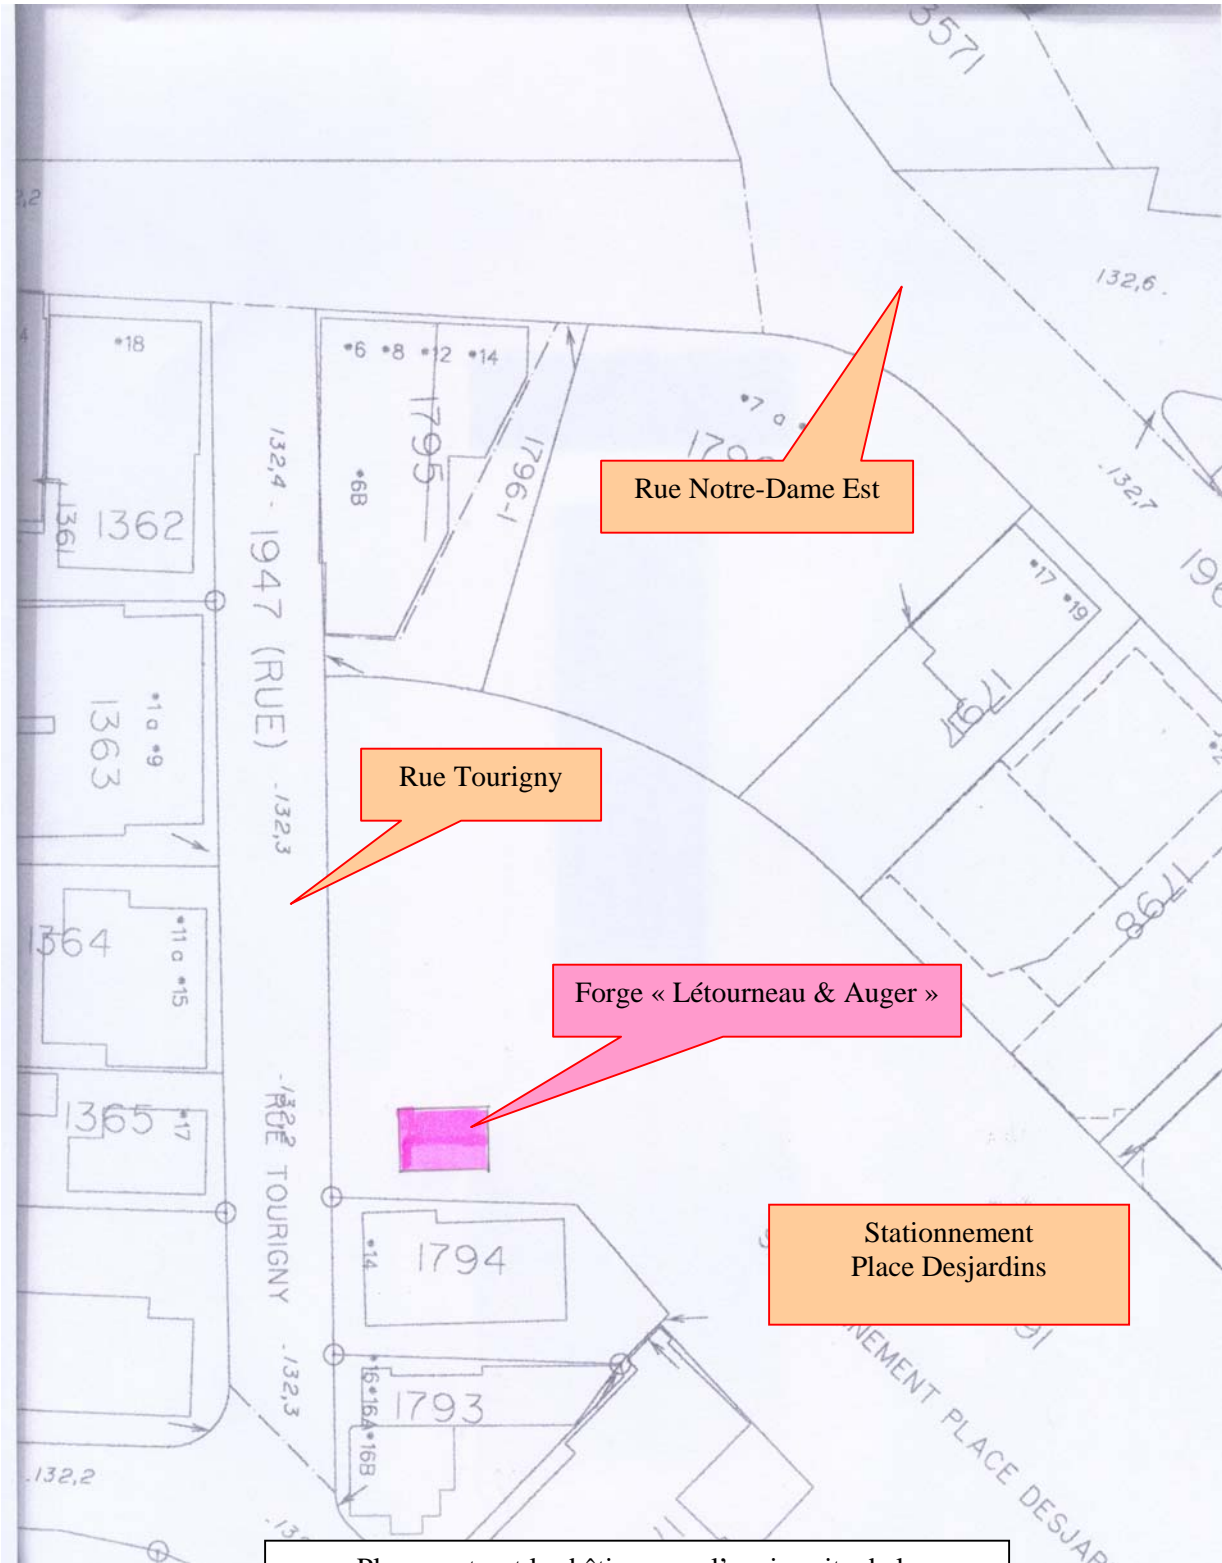 3571
2,2
132,6.
*18
*6 *8 *12 *14
*7 a
132,4
1795
1796-1
*6B
Rue Notre-Dame Est
.132,7
1361
1362
1947 (RUE)
*17 *19
1797
*1 a *9
1363
Rue Tourigny
.132,3
1798
*11 a *15
1364
Forge « Létourneau & Auger »
.132,2
1365
*17
RUE TOURIGNY
Stationnement
Place Desjardins
*14
1794
.132,3
*16*16A*16B
1793
.132,2
NEMENT PLACE DESJAR